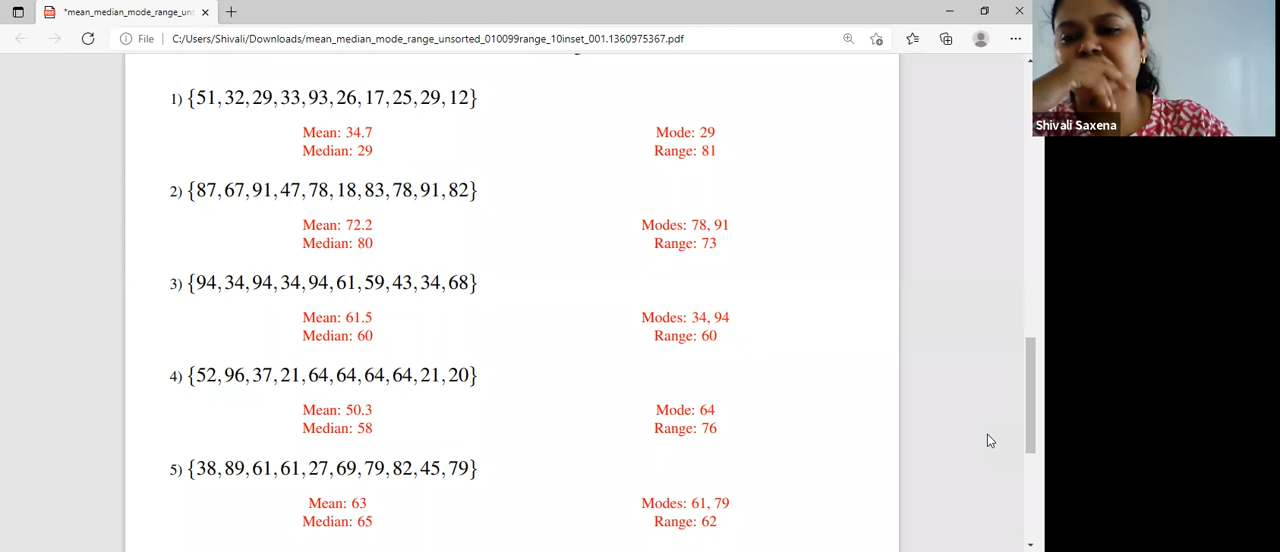 *mean_median_mode_range_uns
File
C:/Users/Shivali/Downloads/mean_median_mode_range_unsorted_010099range_10inset_001.1360975367.pdf
Shivali Saxena
1) {51, 32, 29, 33, 93, 26, 17, 25, 29, 12}
Mean: 34.7 Mode: 29
Median: 29 Range: 81
2) {87, 67, 91, 47, 78, 18, 83, 78, 91, 82}
Mean: 72.2 Modes: 78, 91
Median: 80 Range: 73
3) {94, 34, 94, 34, 94, 61, 59, 43, 34, 68}
Mean: 61.5 Modes: 34, 94
Median: 60 Range: 60
4) {52, 96, 37, 21, 64, 64, 64, 64, 21, 20}
Mean: 50.3 Mode: 64
Median: 58 Range: 76
5) {38, 89, 61, 61, 27, 69, 79, 82, 45, 79}
Mean: 63 Modes: 61, 79
Median: 65 Range: 62